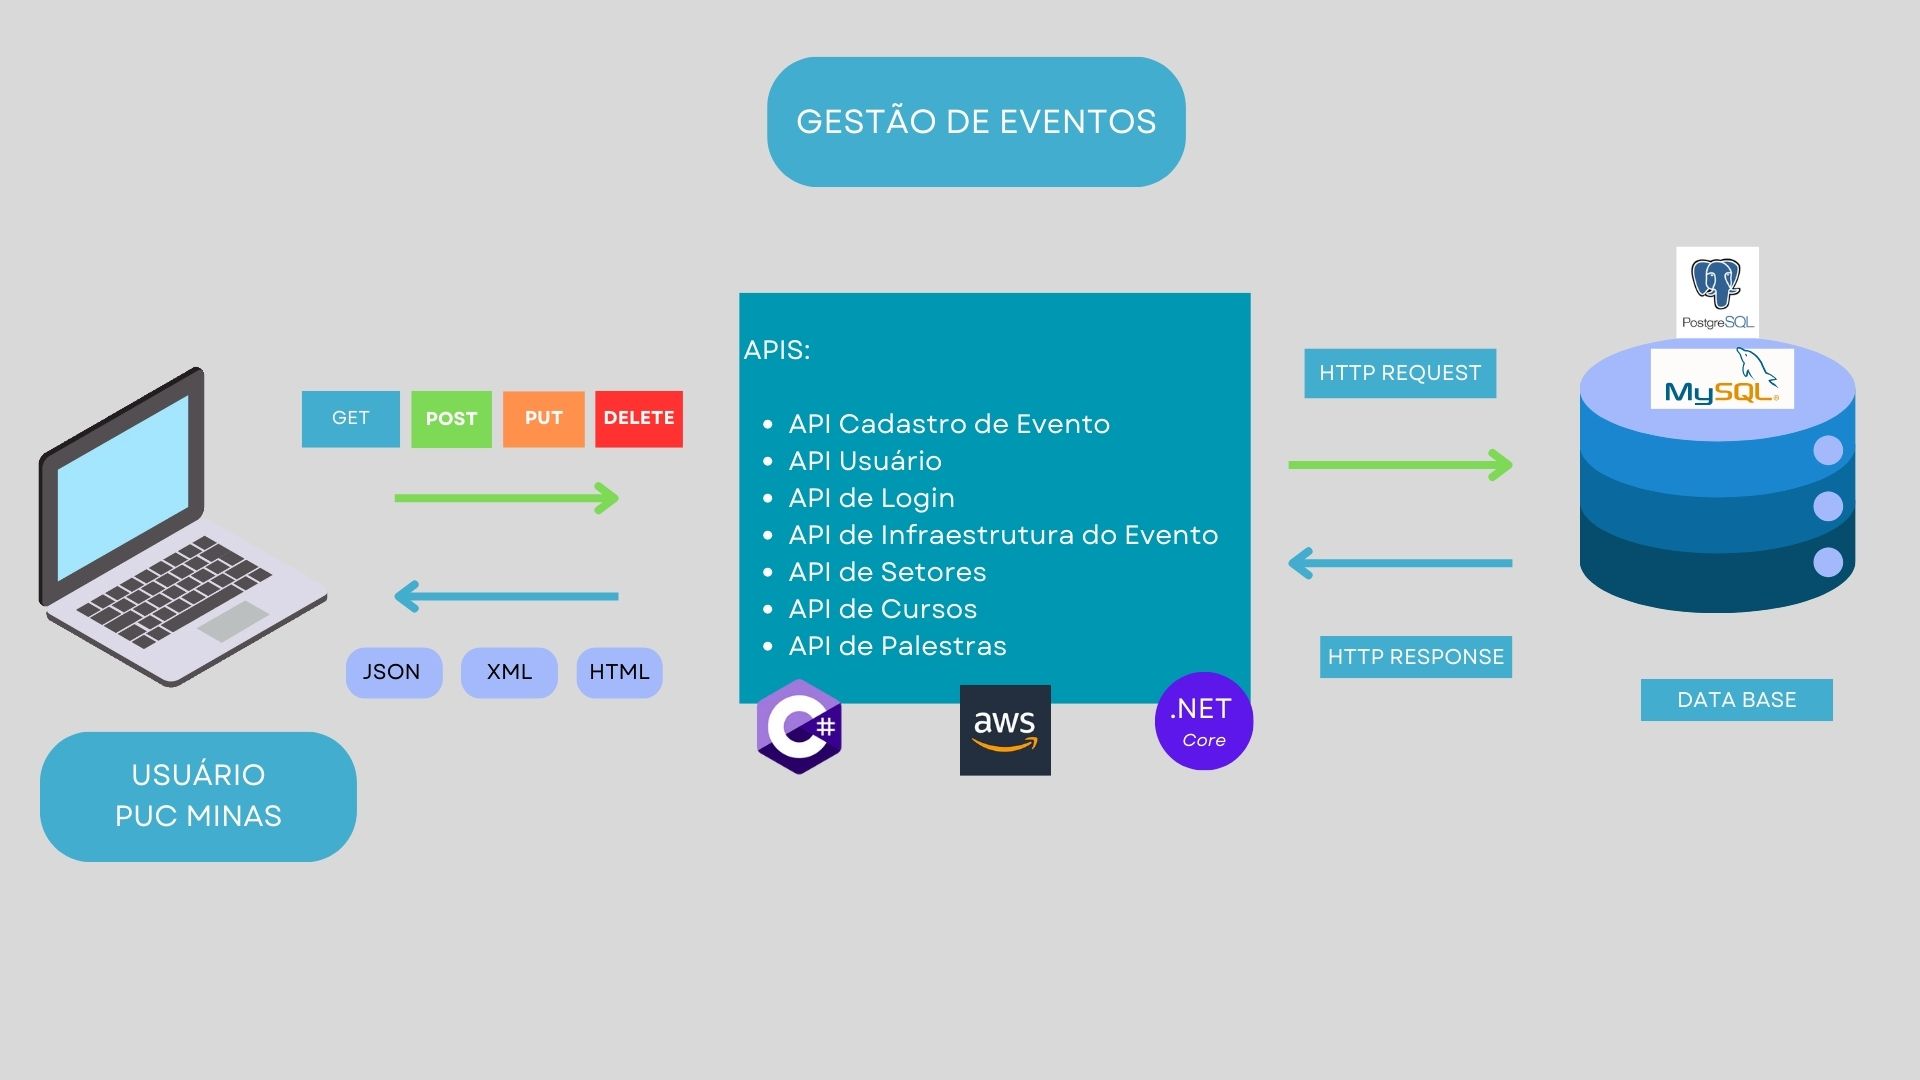 GESTÃO DE EVENTOS
GET
POST
PUT
DELETE
JSON
XML
HTML
USUÁRIO
PUC MINAS
APIS:
• API Cadastro de Evento
• API Usuário
• API de Login
• API de Infraestrutura do Evento
• API de Setores
• API de Cursos
• API de Palestras
C#
aws
.NET
Core
HTTP REQUEST
HTTP RESPONSE
PostgreSQL
MySQL®
DATA BASE